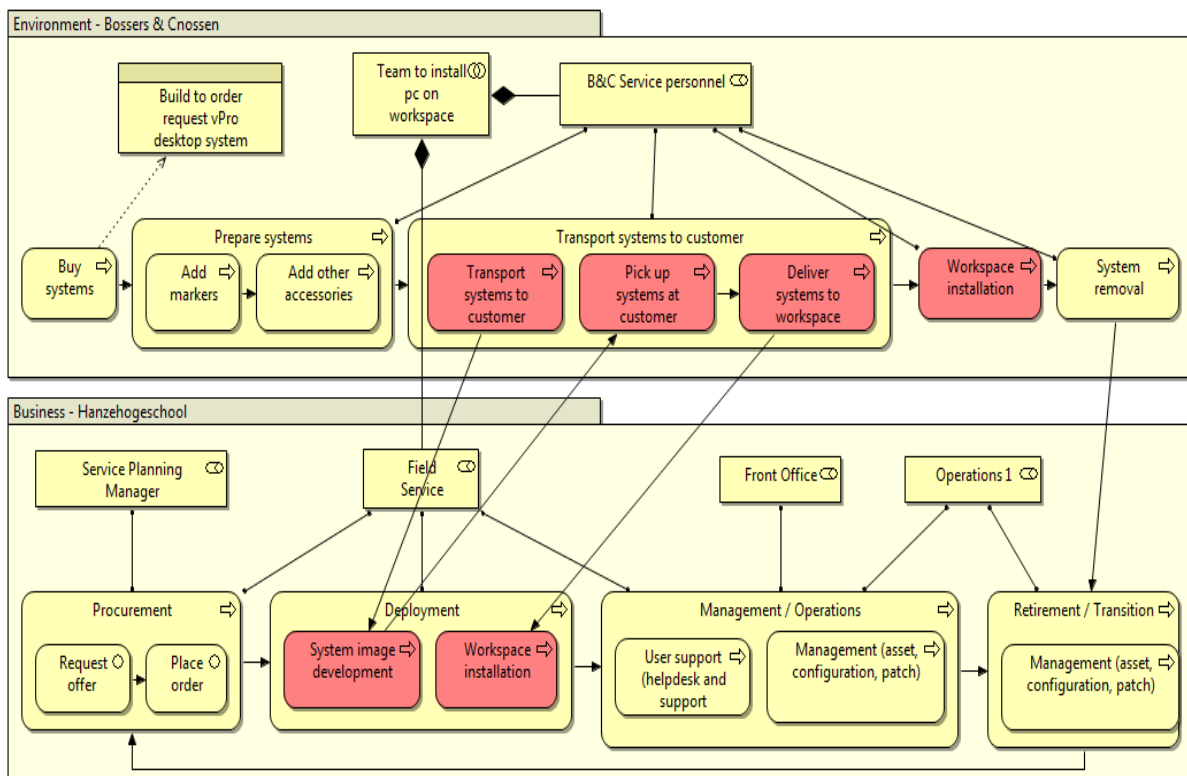 Environment - Bossers & Cnossen
Team to install
pc on
workspace
B&C Service personnel
Build to order
request vPro
desktop system
Buy
systems
Prepare systems
Add
markers
Add other
accessories
Transport systems to customer
Transport
systems to
customer
Pick up
systems at
customer
Deliver
systems to
workspace
Workspace
installation
System
removal
Business - Hanzehogeschool
Service Planning
Manager
Field
Service
Front Office
Operations 1
Procurement
Request
offer
Place
order
Deployment
System image
development
Workspace
installation
Management / Operations
User support
(helpdesk and
support
Management (asset,
configuration, patch)
Retirement / Transition
Management (asset,
configuration, patch)